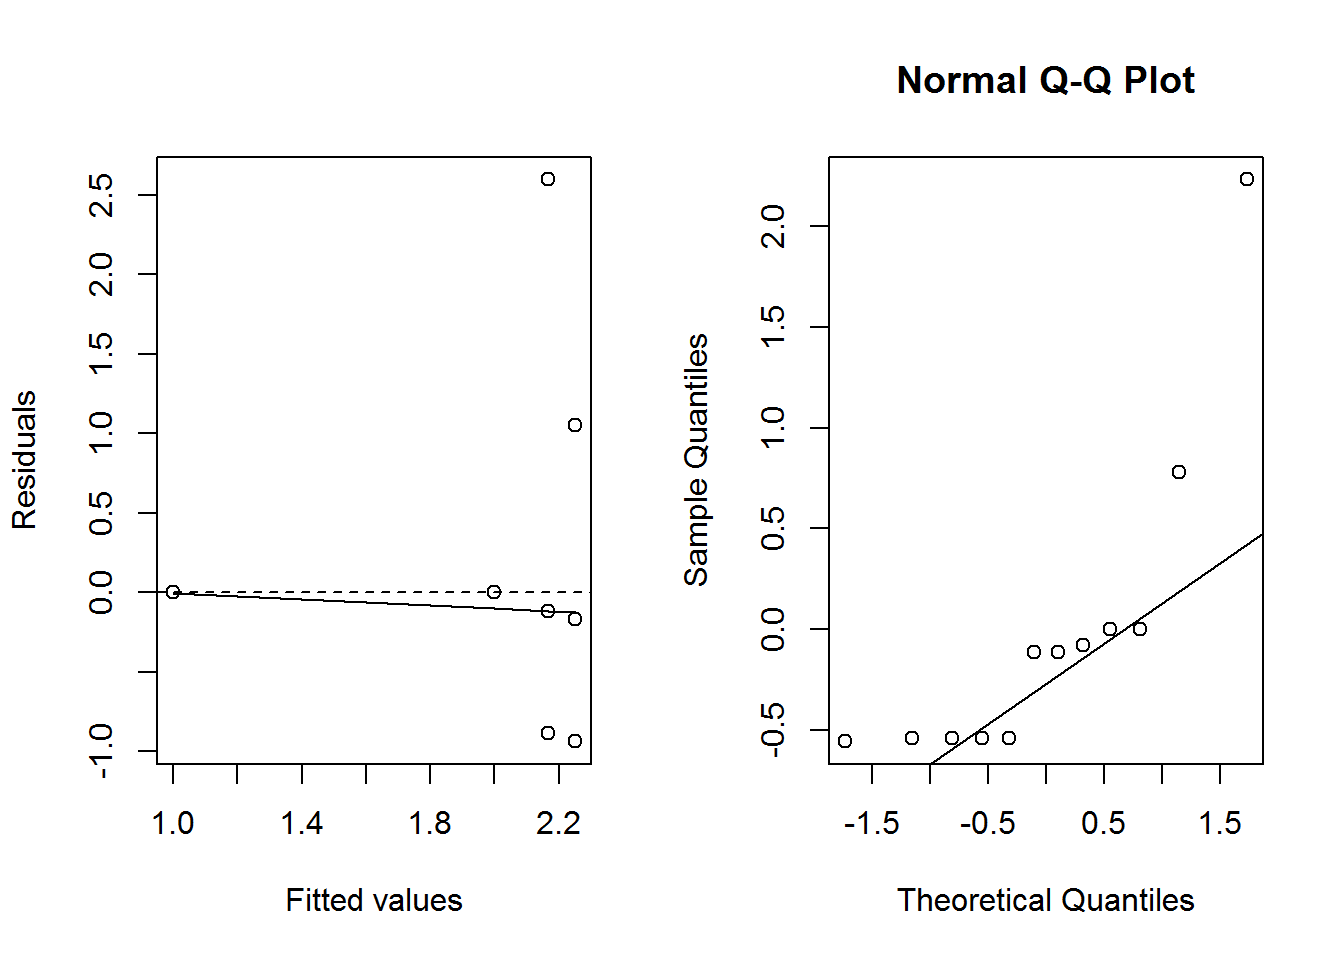 Normal Q-Q Plot
Residuals
2.5
2.0
1.5
1.0
0.5
0.0
-1.0
1.0 1.4 1.8 2.2
Fitted values
Sample Quantiles
2.0
1.5
1.0
0.5
0.0
-0.5
-1.5 -0.5 0.5 1.5
Theoretical Quantiles